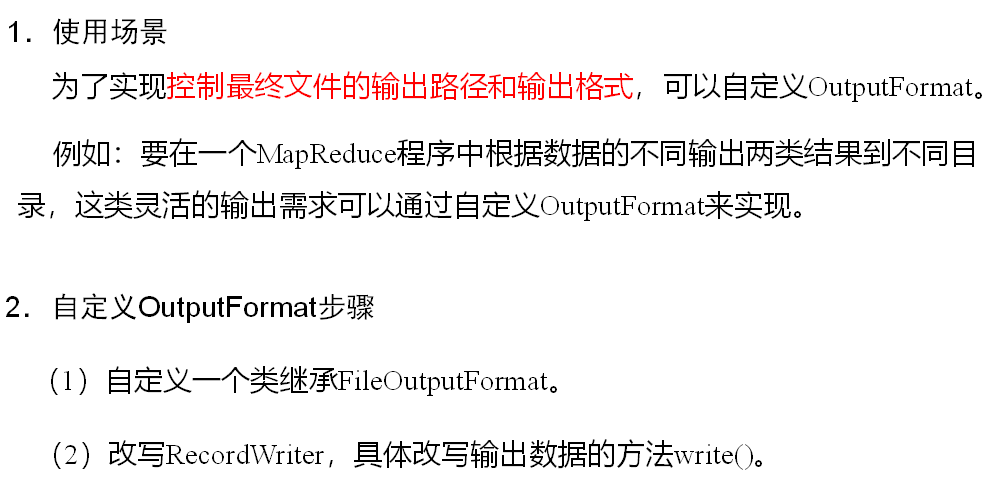 1．使用场景
为了实现控制最终文件的输出路径和输出格式，可以自定义OutputFormat。
例如：要在一个MapReduce程序中根据数据的不同输出两类结果到不同目
录，这类灵活的输出需求可以通过自定义OutputFormat来实现。
2．自定义OutputFormat步骤
（1）自定义一个类继承FileOutputFormat。
（2）改写RecordWriter，具体改写输出数据的方法write()。